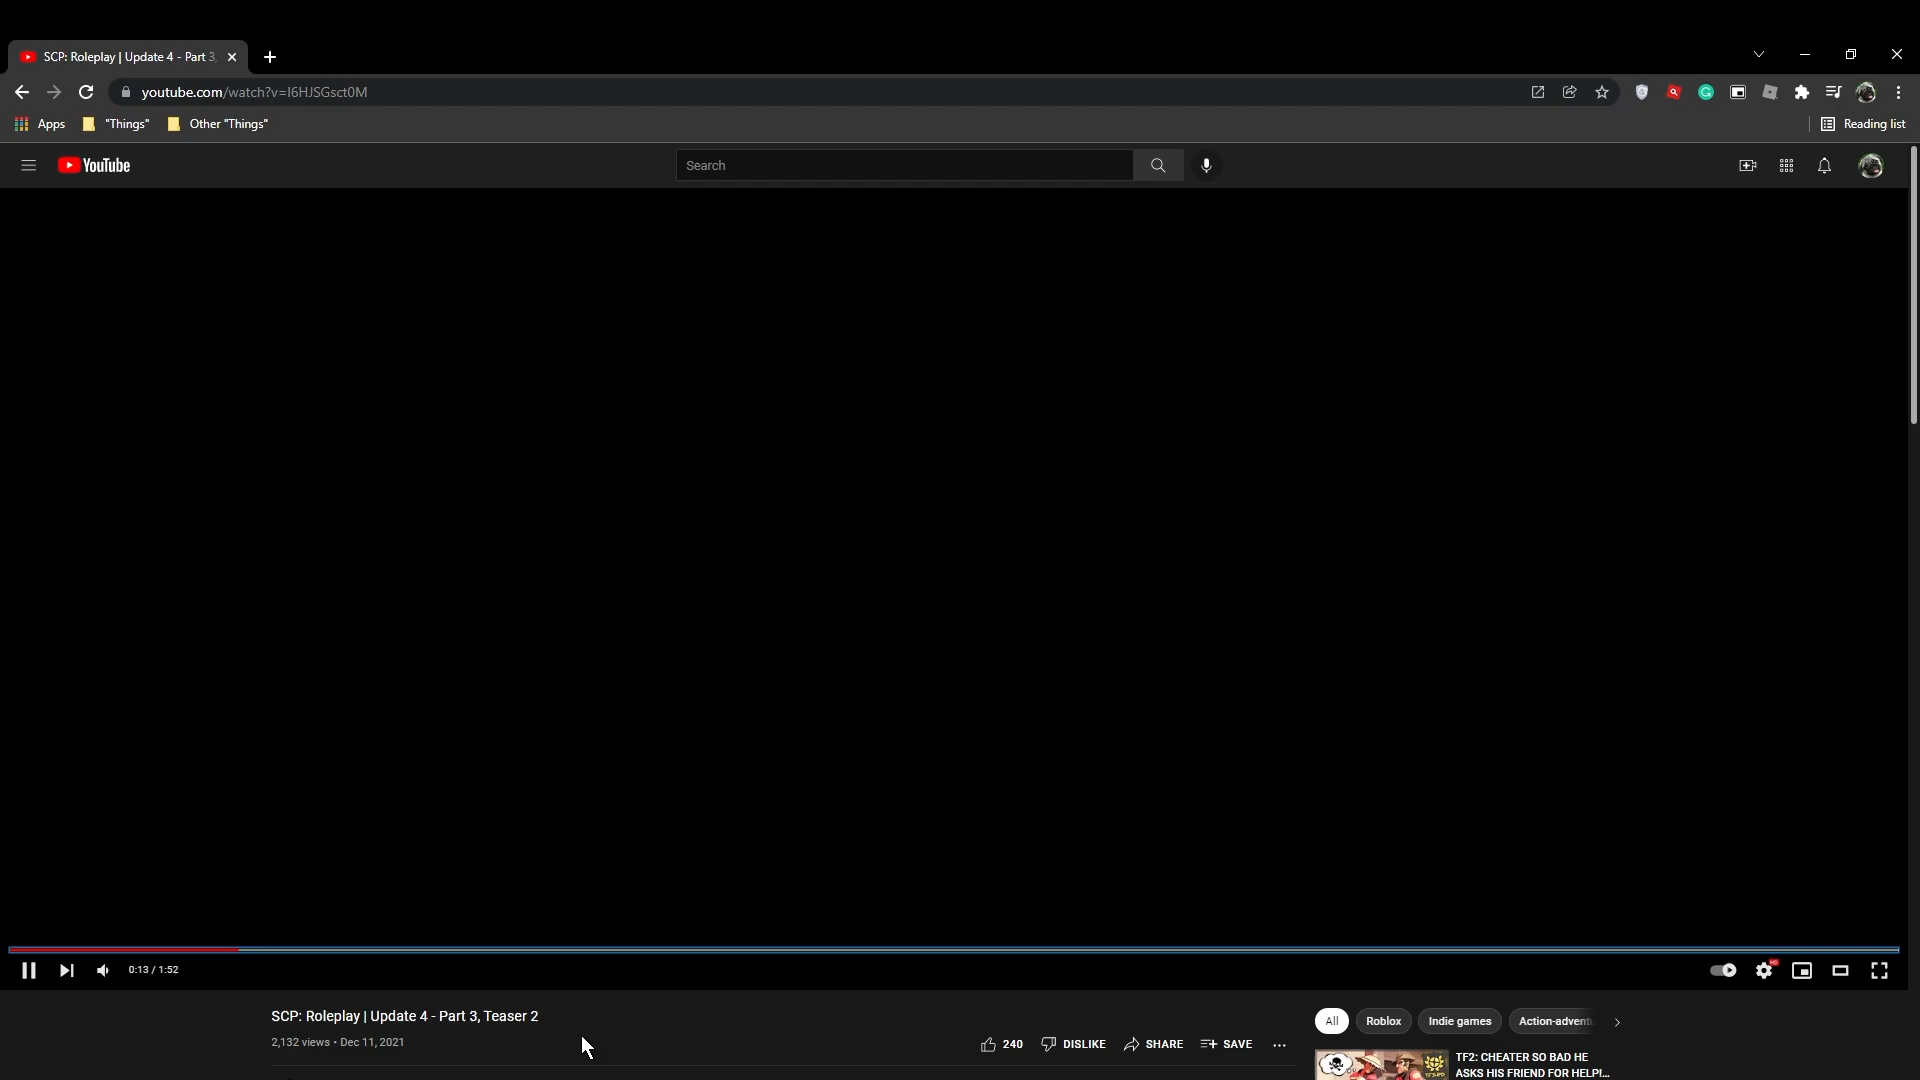 SCP: Roleplay | Update 4 - Part 3,
youtube.com/watch?v=I6HJSGsct0M
Apps "Things" Other "Things" Reading list
YouTube Search
0:13 / 1:52 HD
SCP: Roleplay | Update 4 - Part 3, Teaser 2
2,132 views • Dec 11, 2021
240 DISLIKE SHARE SAVE
All Roblox Indie games Action-advent
TF2: CHEATER SO BAD HE
ASKS HIS FRIEND FOR HELP!...